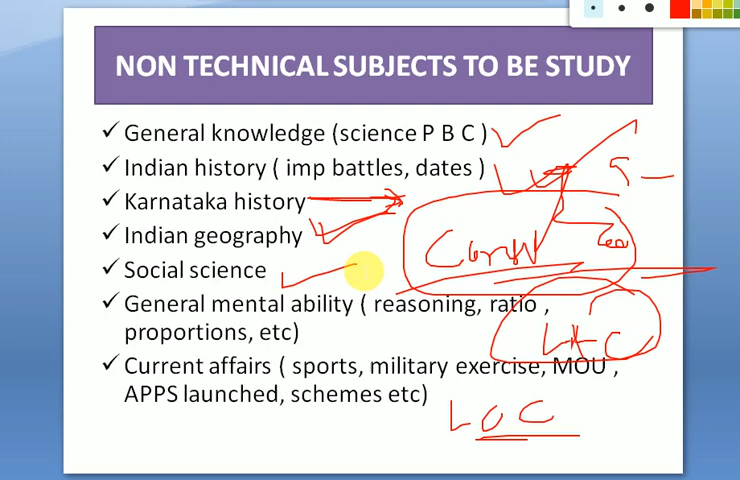 NON TECHNICAL SUBJECTS TO BE STUDY
✓ General knowledge (science P B C )
✓ Indian history ( imp battles, dates )
✓ Karnataka history
✓ Indian geography
✓ Social science
✓ General mental ability ( reasoning, ratio ,
proportions, etc)
✓ Current affairs ( sports, military exercise, MOU ,
APPS launched, schemes etc)
LAC
LOC